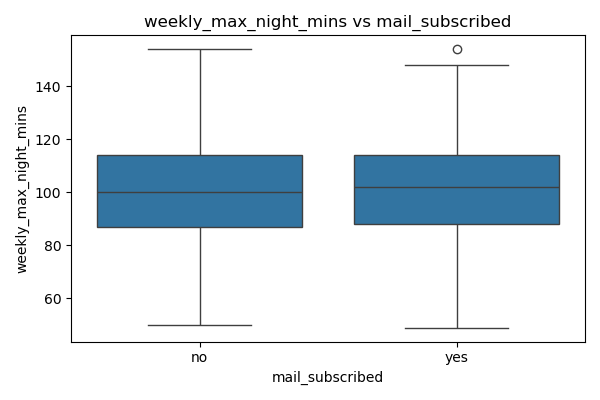 weekly_max_night_mins vs mail_subscribed
140
120
100
80
60
weekly_max_night_mins
no
yes
mail_subscribed